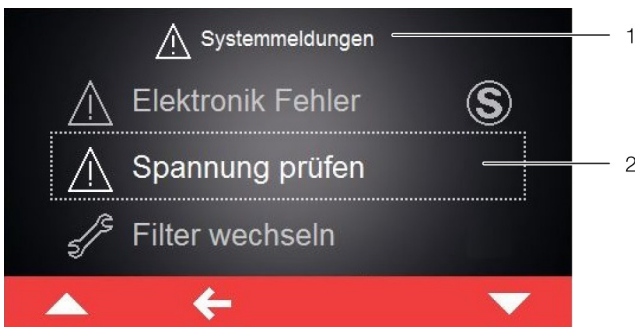 Systemmeldungen 1
Elektronik Fehler S
Spannung prüfen 2
Filter wechseln